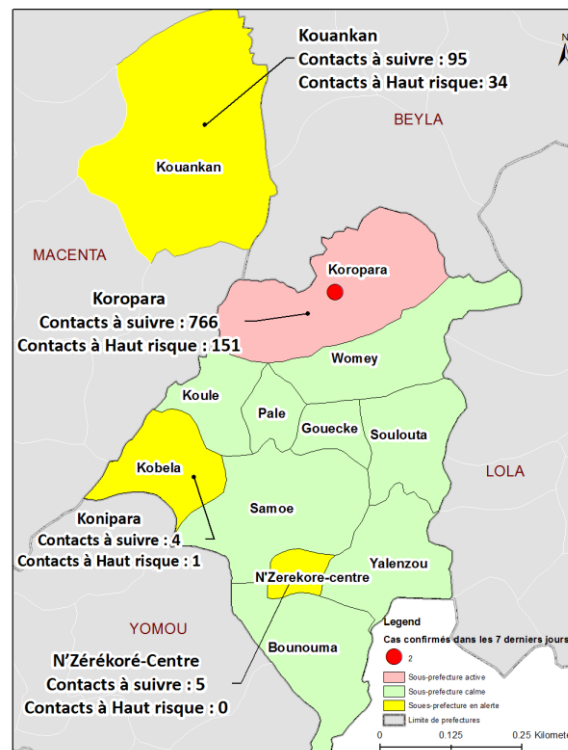 Kouankan
Contacts à suivre : 95
Contacts à Haut risque: 34
N
BEYLA
Kouankan
MACENTA
Koropara
Koropara
Contacts à suivre : 766
Contacts à Haut risque : 151
Womey
Koule
Pale
Gouecke
Soulouta
Kobela
LOLA
Samoe
Konipara
Contacts à suivre : 4
Contacts à Haut risque : 1
N'Zerekore-centre
Yalenzou
YOMOU
Bounouma
N'Zérékoré-Centre
Contacts à suivre : 5
Contacts à Haut risque : 0
Legend
Cas confirmés dans les 7 derniers jours
2
Sous-prefecture active
Sous-prefecture calme
Soues-prefecture en alerte
Limite de prefectures
0 0.125 0.25 Kilomete